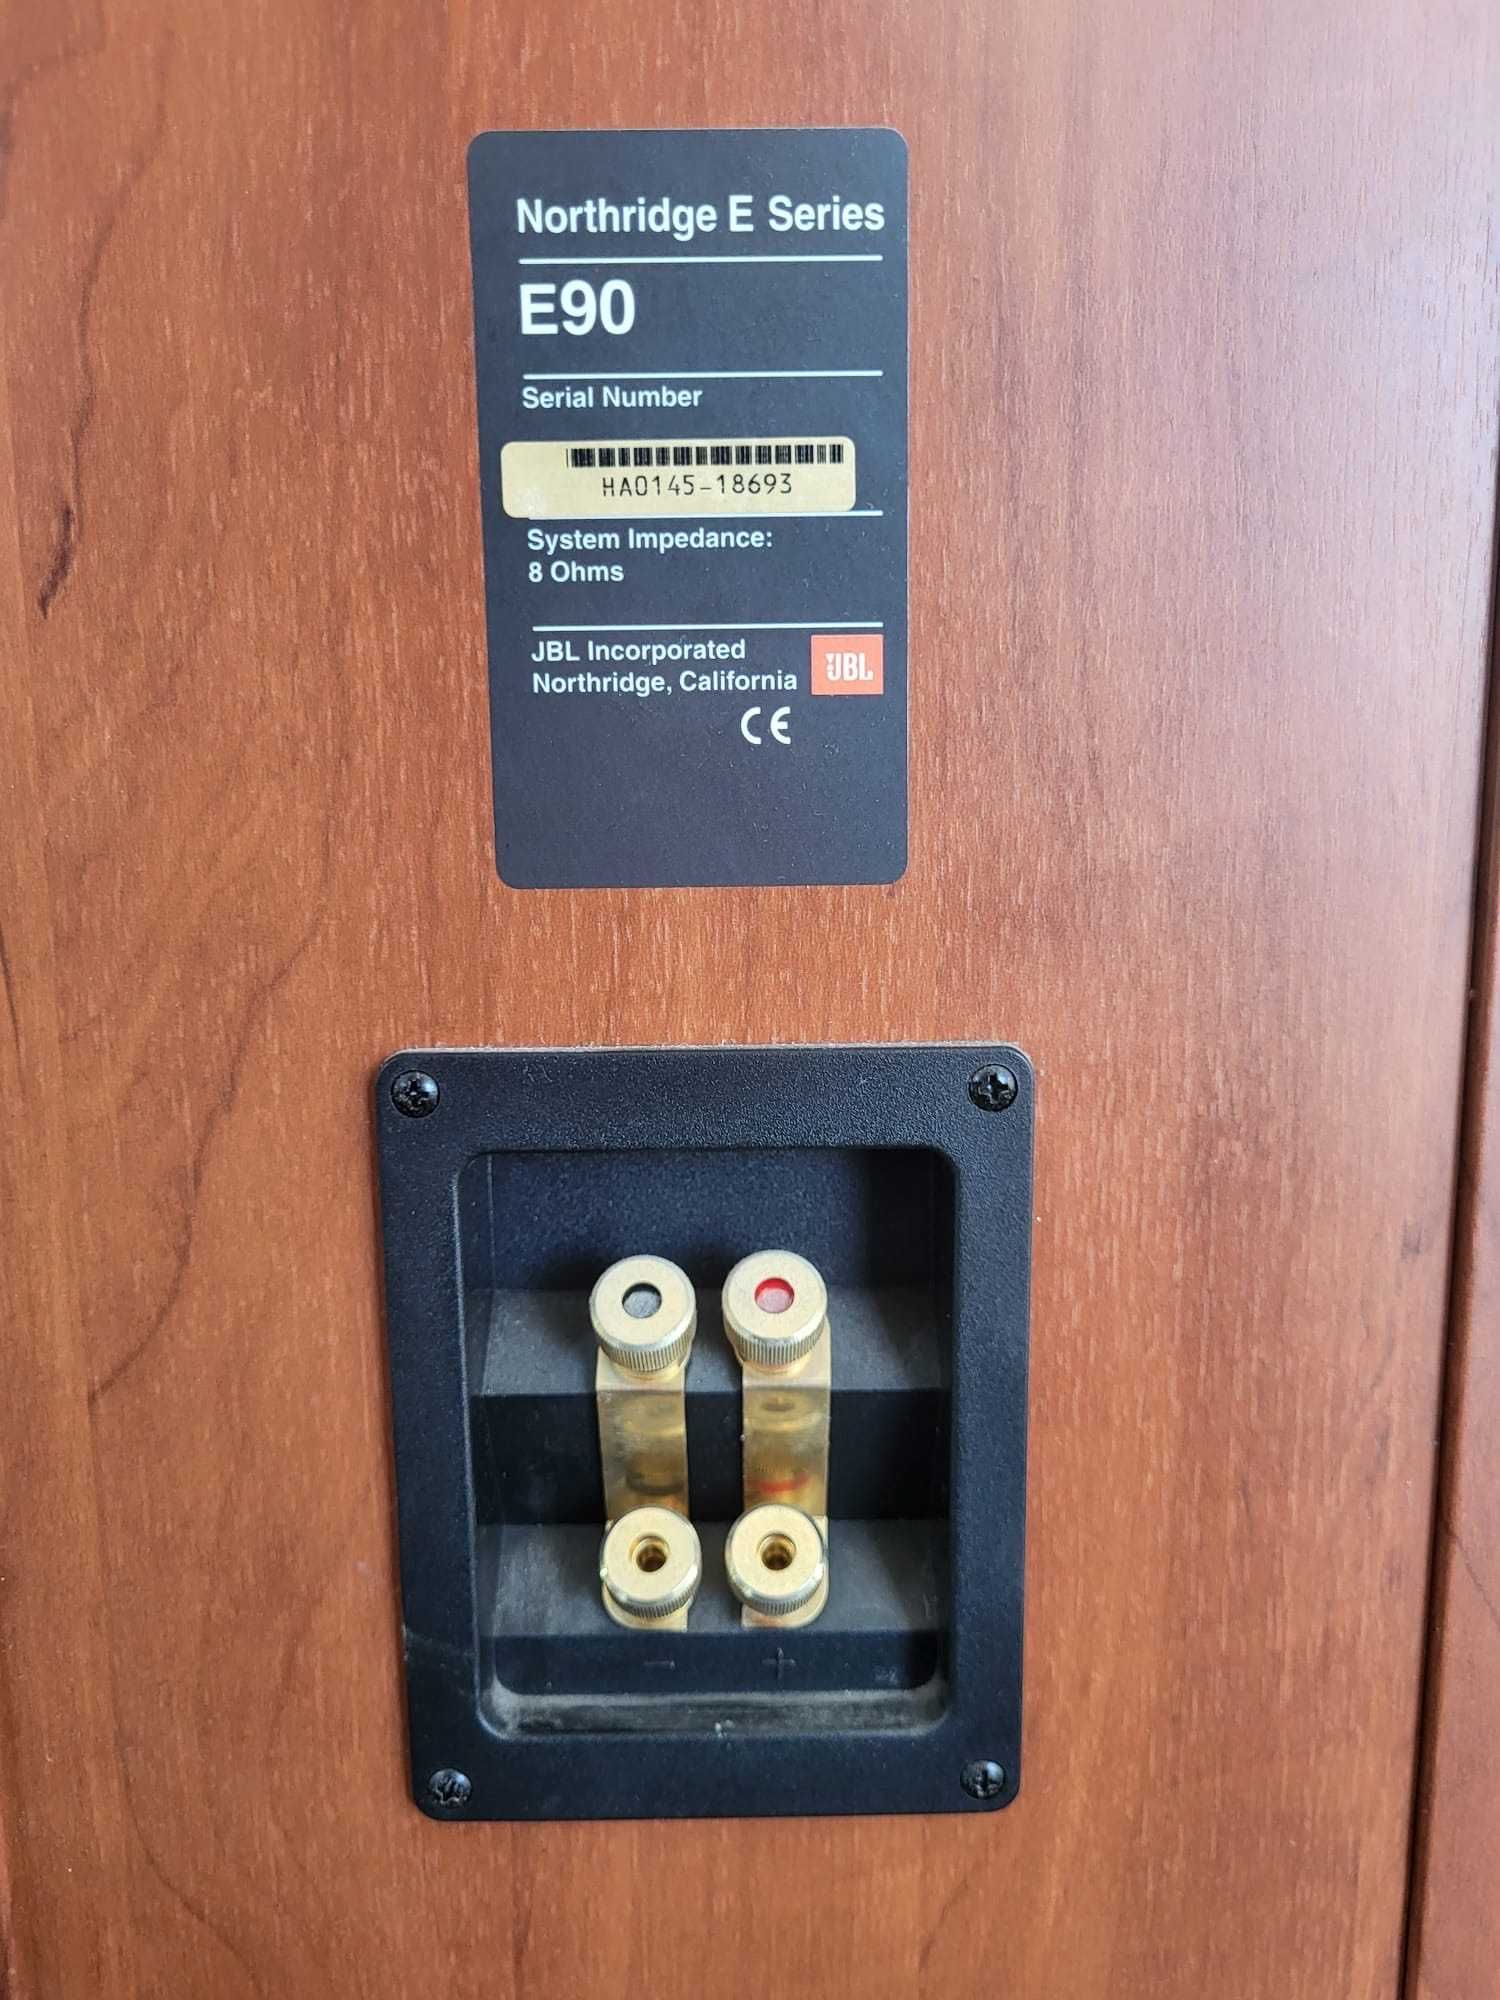 Northridge E Series
E90
Serial Number
HA0145-18693
System Impedance:
8 Ohms
JBL Incorporated
Northridge, California
JBL
CE
- +